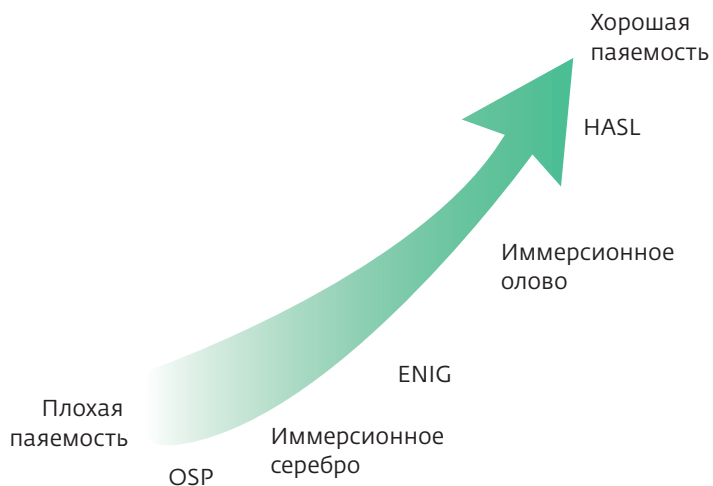 Хорошая
паяемость
HASL
Иммерсионное
олово
ENIG
Плохая
паяемость
Иммерсионное
серебро
OSP